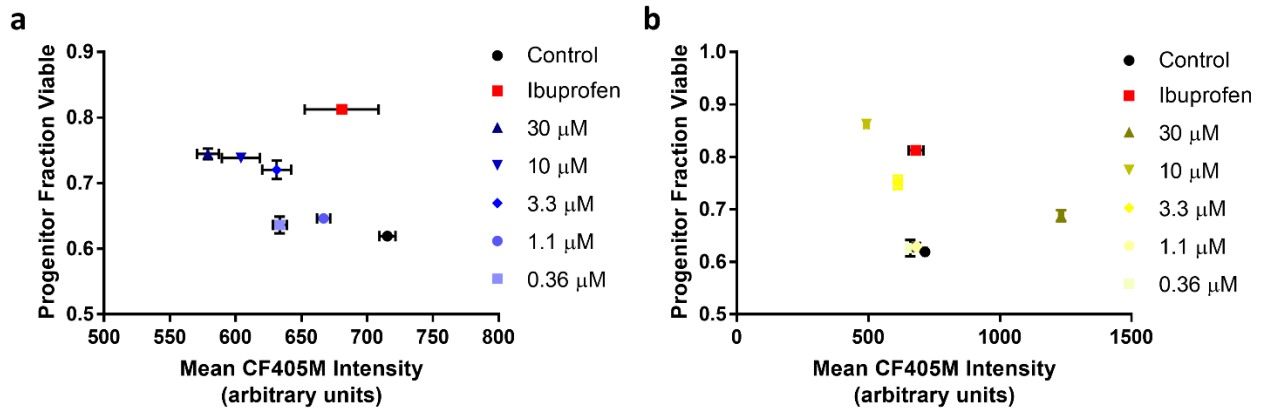 a
Progenitor Fraction Viable
0.9
0.8
0.7
0.6
0.5
500 550 600 650 700 750 800
Mean CF405M Intensity
(arbitrary units)
Control
Ibuprofen
30 μM
10 μM
3.3 μM
1.1 μM
0.36 μM
b
Progenitor Fraction Viable
1.0
0.9
0.8
0.7
0.6
0.5
0 500 1000 1500
Mean CF405M Intensity
(arbitrary units)
Control
Ibuprofen
30 μM
10 μM
3.3 μM
1.1 μM
0.36 μM